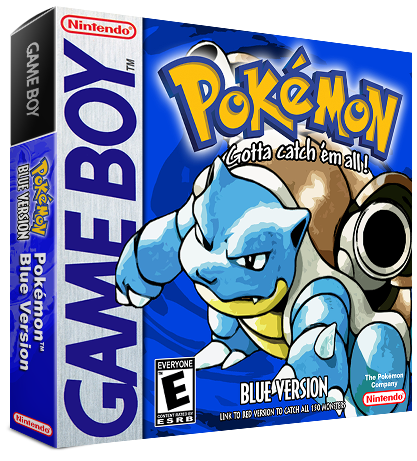 GAME BOY
POKéMON
BLUE VERSION
Pokémon™
Blue Version
Nintendo
Nintendo
GAME BOY™
POKéMON
Gotta catch 'em all!
EVERYONE
E
CONTENT RATED BY
ESRB
BLUE VERSION
LINK TO RED VERSION TO CATCH ALL 150 MONSTERS
The Pokémon
Company
Nintendo